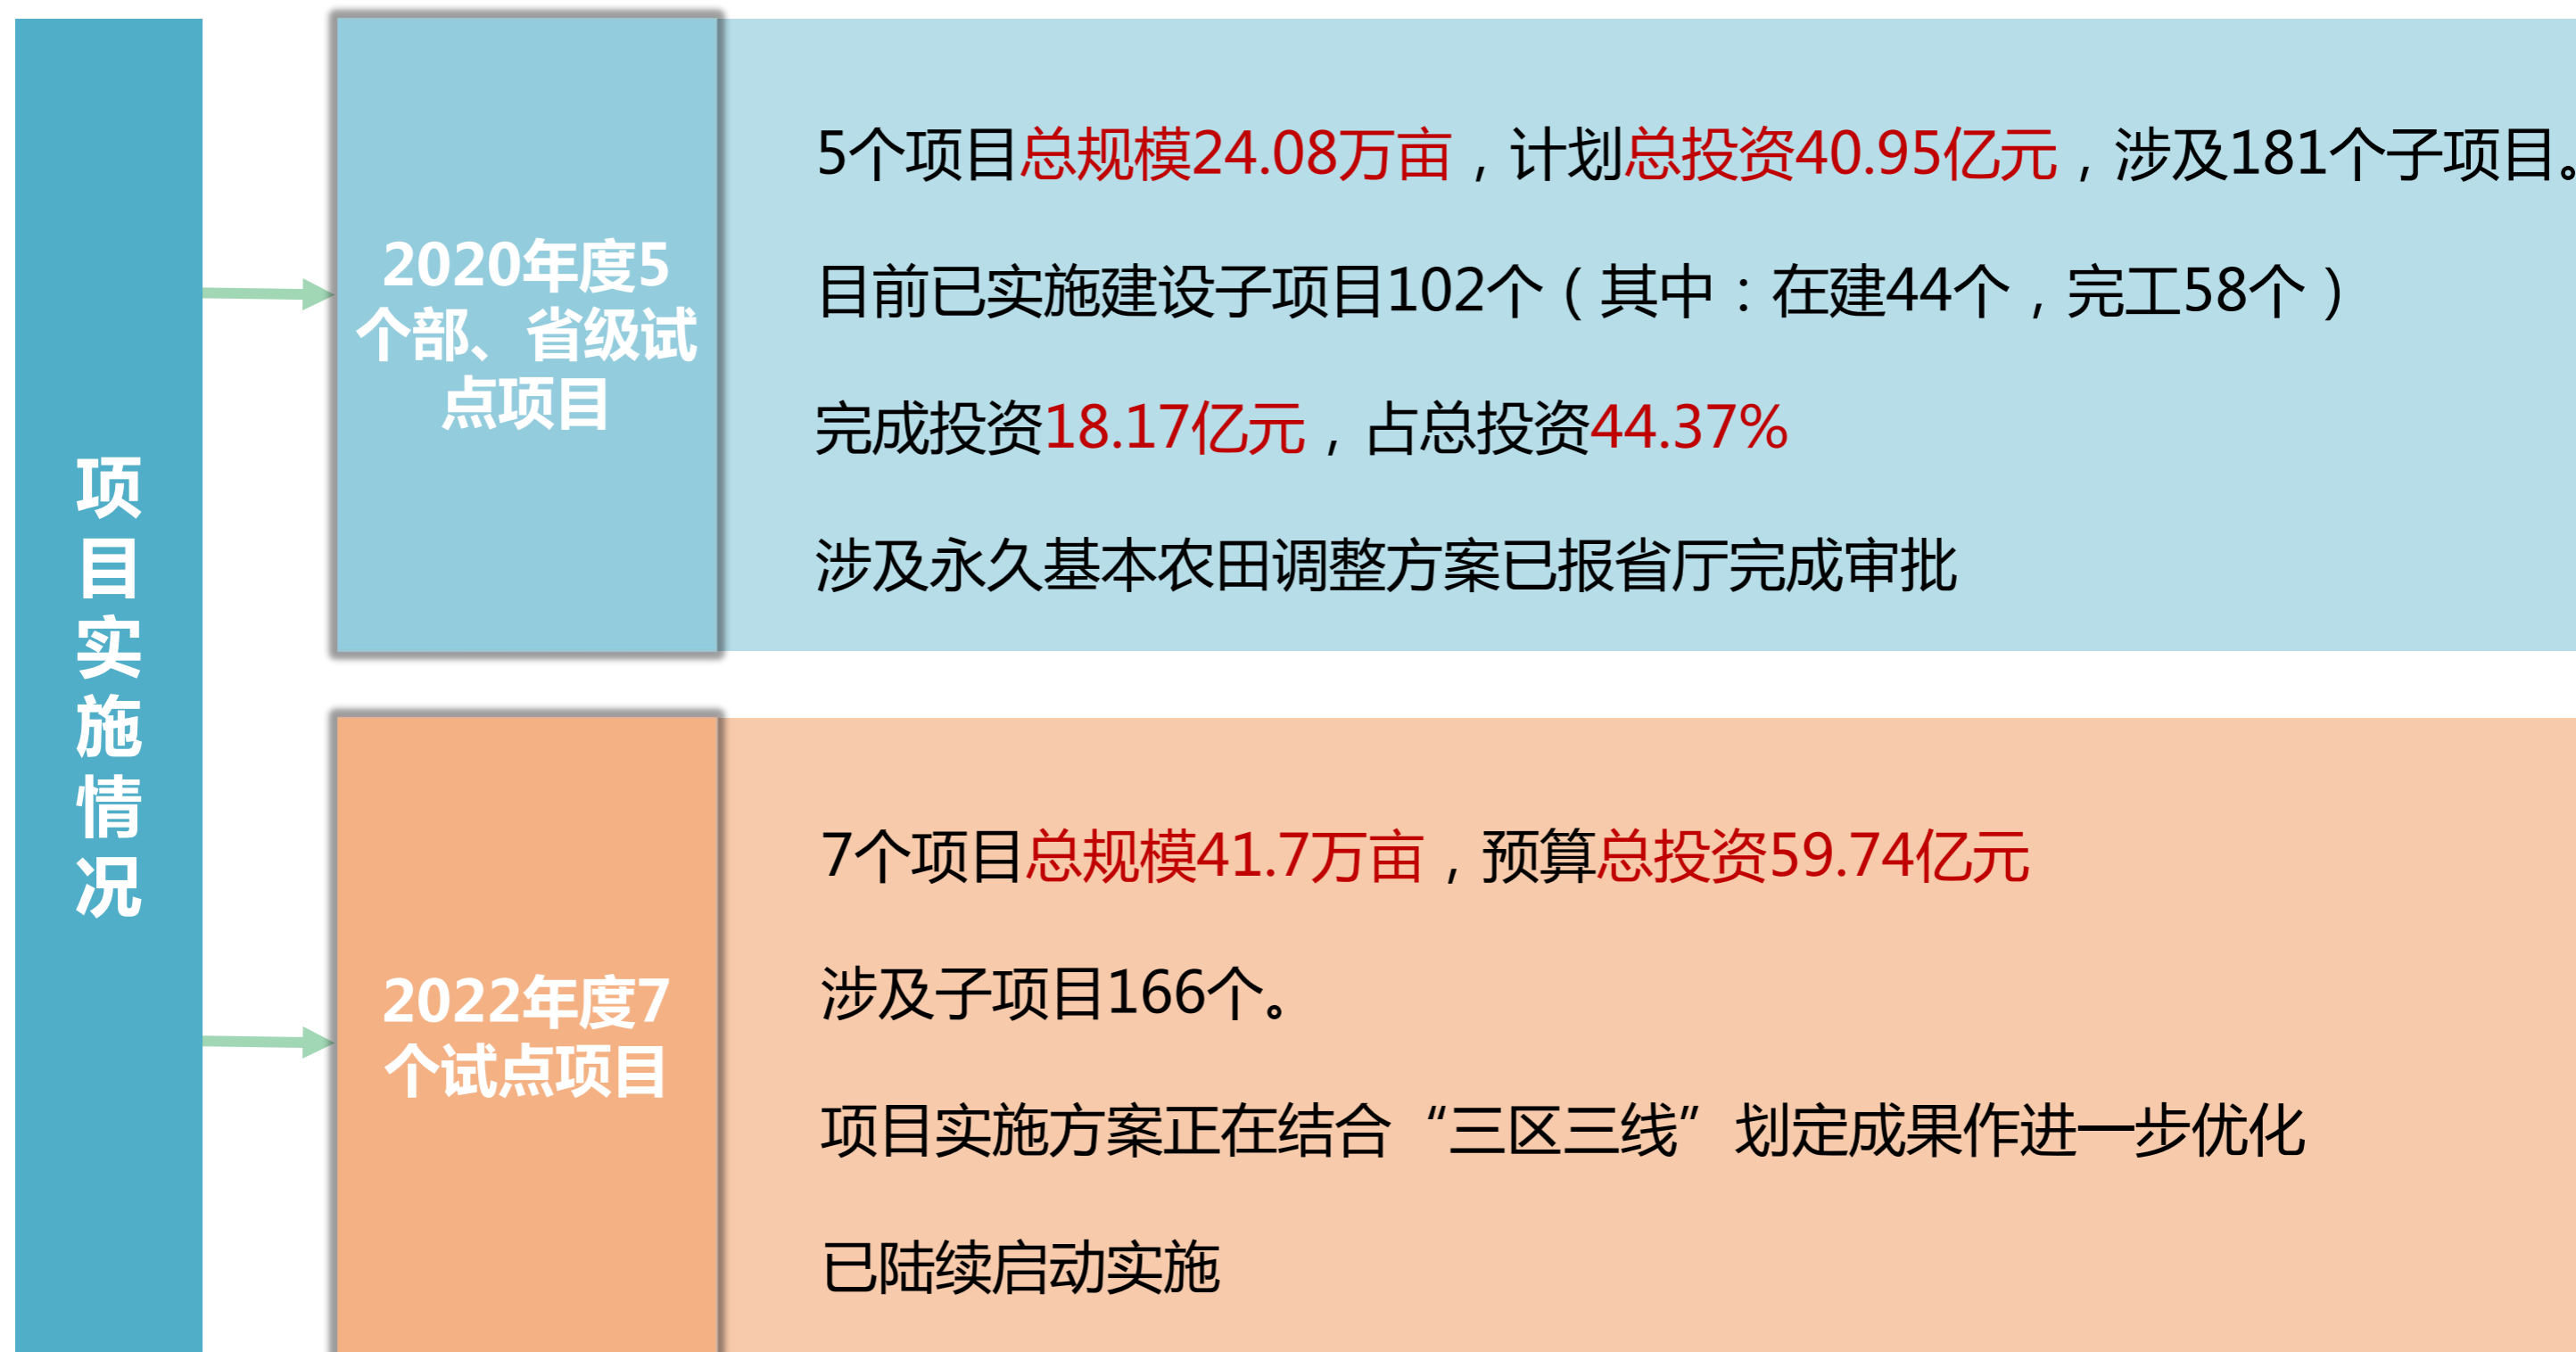 项目实施情况
2020年度5
个部、省级试
点项目
5个项目总规模24.08万亩，计划总投资40.95亿元，涉及181个子项目。
目前已实施建设子项目102个（其中：在建44个，完工58个）
完成投资18.17亿元，占总投资44.37%
涉及永久基本农田调整方案已报省厅完成审批
2022年度7
个试点项目
7个项目总规模41.7万亩，预算总投资59.74亿元
涉及子项目166个。
项目实施方案正在结合“三区三线”划定成果作进一步优化
已陆续启动实施